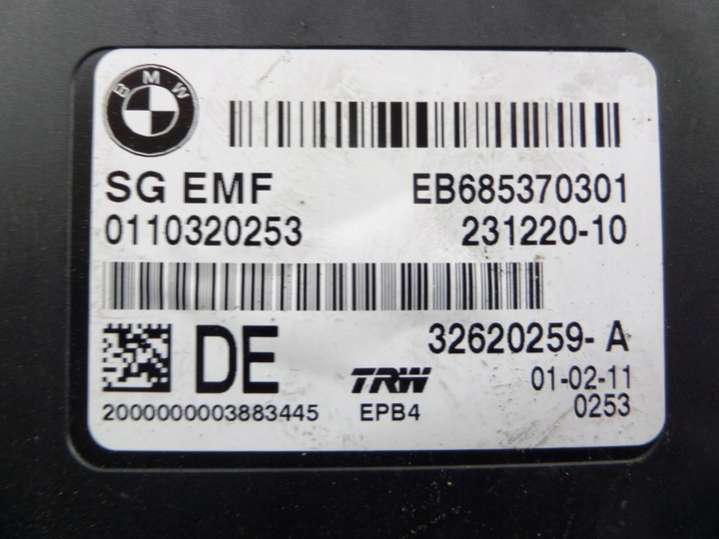 BMW
SG EMF EB685370301
0110320253 231220-10
DE 32620259- A
TRW 01-02-11
2000000003883445 EPB4 0253